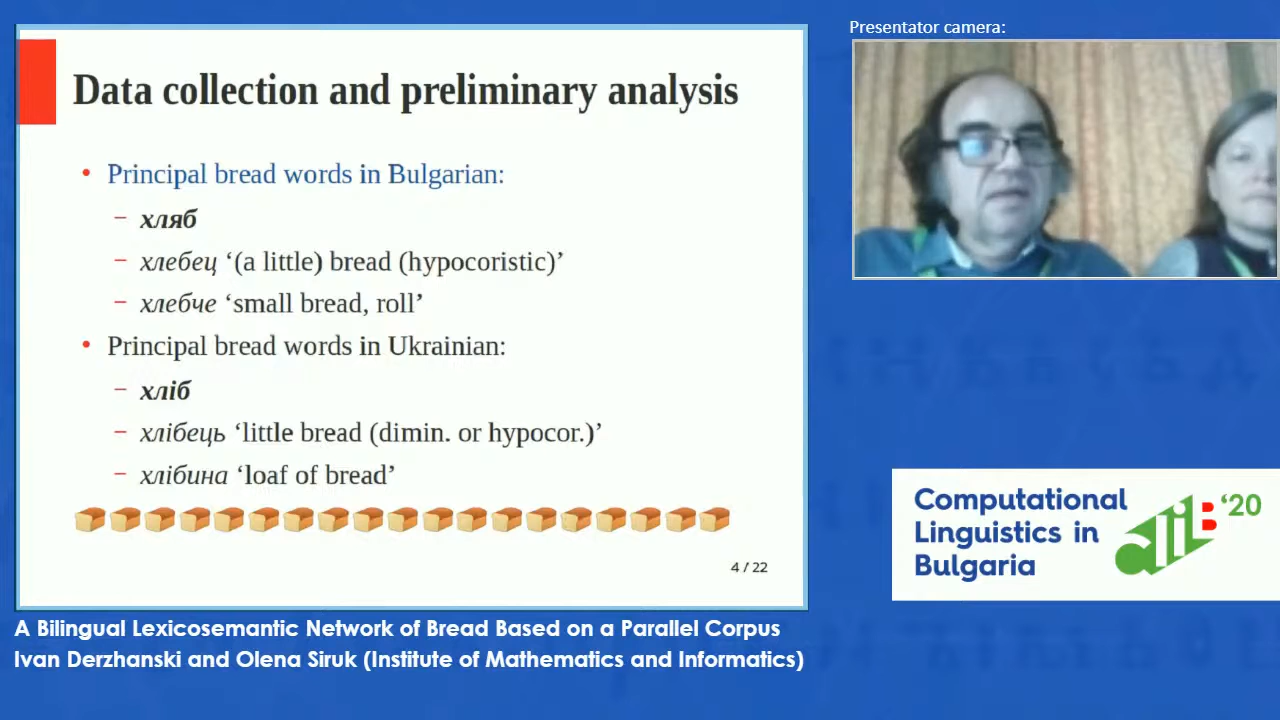 Presentator camera:
Data collection and preliminary analysis
• Principal bread words in Bulgarian:
– хляб
– хлебец ‘(a little) bread (hypocoristic)’
– хлебче ‘small bread, roll’
• Principal bread words in Ukrainian:
– хліб
– хлібець ‘little bread (dimin. or hypocor.)’
– хлібина ‘loaf of bread’
4 / 22
Computational
Linguistics in
Bulgaria
cliB ‘20
A Bilingual Lexicosemantic Network of Bread Based on a Parallel Corpus
Ivan Derzhanski and Olena Siruk (Institute of Mathematics and Informatics)